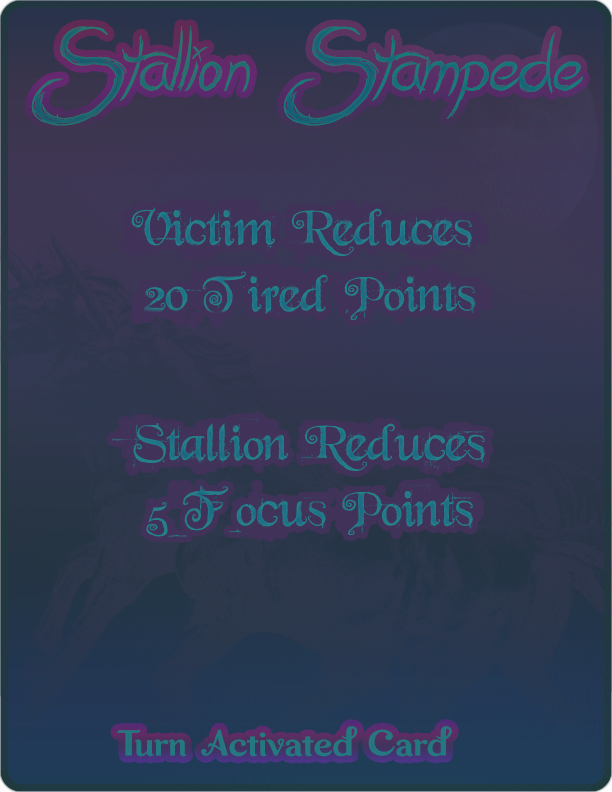 Stallion Stampede
Victim Reduces
20 Tired Points
Stallion Reduces
5 Focus Points
Turn Activated Card